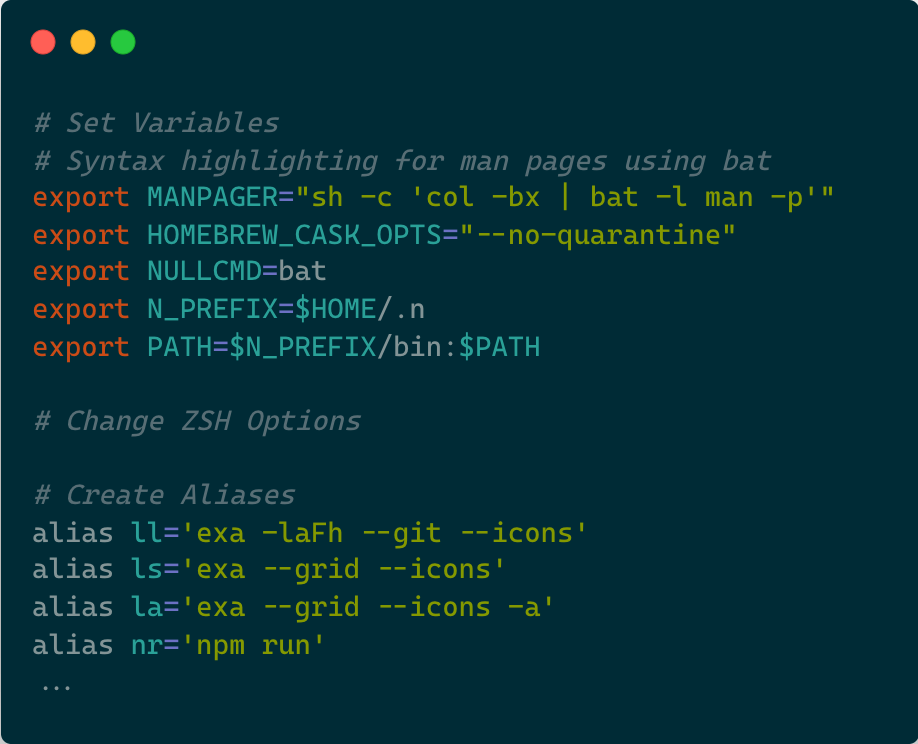 # Set Variables
# Syntax highlighting for man pages using bat
export MANPAGER="sh -c 'col -bx | bat -l man -p'"
export HOMEBREW_CASK_OPTS="--no-quarantine"
export NULLCMD=bat
export N_PREFIX=$HOME/.n
export PATH=$N_PREFIX/bin:$PATH
# Change ZSH Options
# Create Aliases
alias ll='exa -laFh --git --icons'
alias ls='exa --grid --icons'
alias la='exa --grid --icons -a'
alias nr='npm run'
...